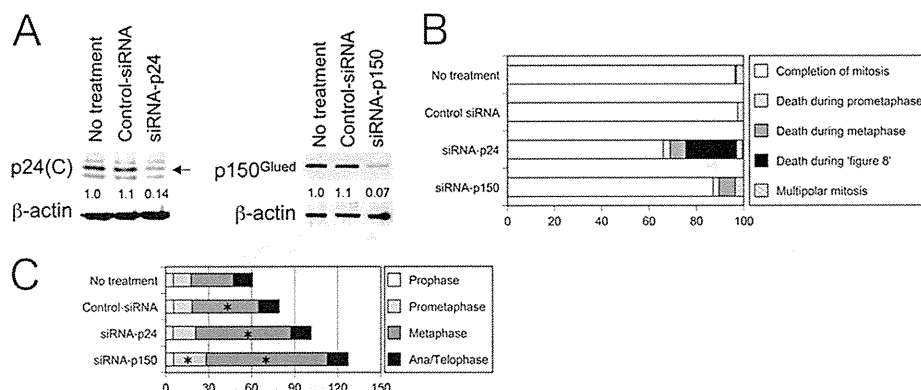 A
No treatment
Control-siRNA
siRNA-p24
p24(C)
1.0 1.1 0.14
β-actin
No treatment
Control-siRNA
siRNA-p150
p150Glued
1.0 1.1 0.07
β-actin
B
No treatment
Control siRNA
siRNA-p24
siRNA-p150
0 20 40 60 80 100
Completion of mitosis
Death during prometaphase
Death during metaphase
Death during 'figure 8'
Multipolar mitosis
C
No treatment
Control-siRNA
siRNA-p24
siRNA-p150
0 30 60 90 120 150
Prophase
Prometaphase
Metaphase
Ana/Telophase